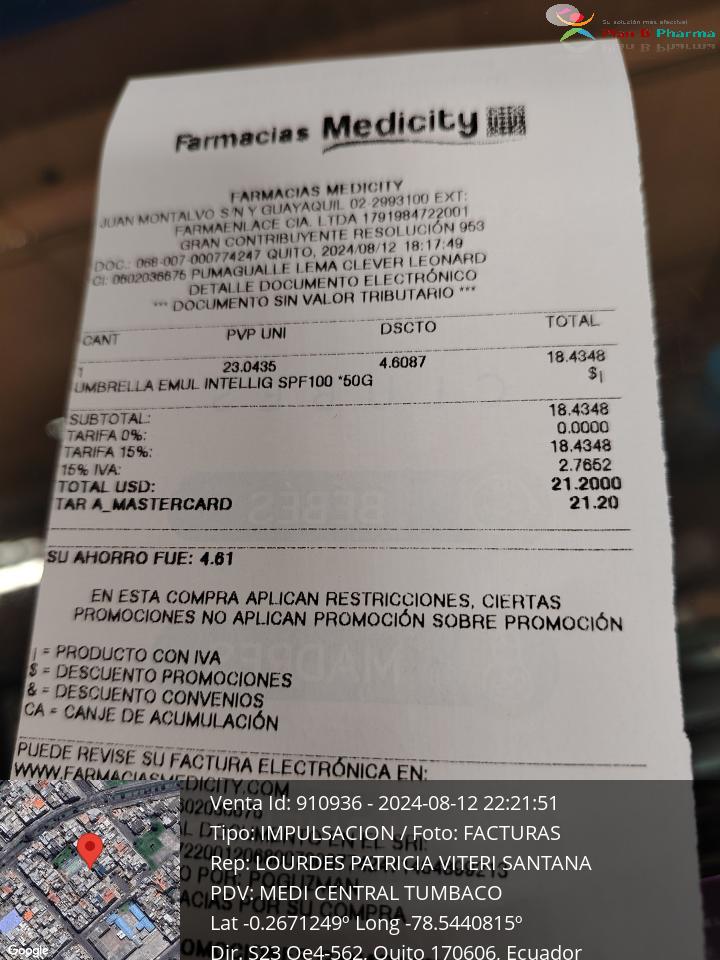 Su solución más efectiva!
Plan B Pharma
Farmacias Medicity
FARMACIAS MEDICITY
JUAN MONTALVO S/N Y GUAYAQUIL 02-2993100 EXT:
FARMAENLACE CIA. LTDA 1791984722001
GRAN CONTRIBUYENTE RESOLUCIÓN 953
DOC.: 068-007-000774247 QUITO, 2024/08/12 18:17:49
CI: 0602036675 PUMAGUALLE LEMA CLEVER LEONARD
DETALLE DOCUMENTO ELECTRÓNICO
*** DOCUMENTO SIN VALOR TRIBUTARIO ***
CANT PVP UNI DSCTO TOTAL
1 23.0435 4.6087 18.4348
UMBRELLA EMUL INTELLIG SPF100 *50G $¡
SUBTOTAL: 18.4348
TARIFA 0%: 0.0000
TARIFA 15%: 18.4348
15% IVA: 2.7652
TOTAL USD: 21.2000
TAR A_MASTERCARD 21.20
SU AHORRO FUE: 4.61
EN ESTA COMPRA APLICAN RESTRICCIONES, CIERTAS
PROMOCIONES NO APLICAN PROMOCIÓN SOBRE PROMOCIÓN
¡ = PRODUCTO CON IVA
$ = DESCUENTO PROMOCIONES
& = DESCUENTO CONVENIOS
CA = CANJE DE ACUMULACIÓN
PUEDE REVISE SU FACTURA ELECTRÓNICA EN:
WWW.FARMACIASMEDICITY.COM
Venta Id: 910936 - 2024-08-12 22:21:51
Tipo: IMPULSACION / Foto: FACTURAS
Rep: LOURDES PATRICIA VITERI SANTANA
PDV: MEDI CENTRAL TUMBACO
Lat -0.2671249º Long -78.5440815º
Dir. S23 Oe4-562, Quito 170606, Ecuador
Google